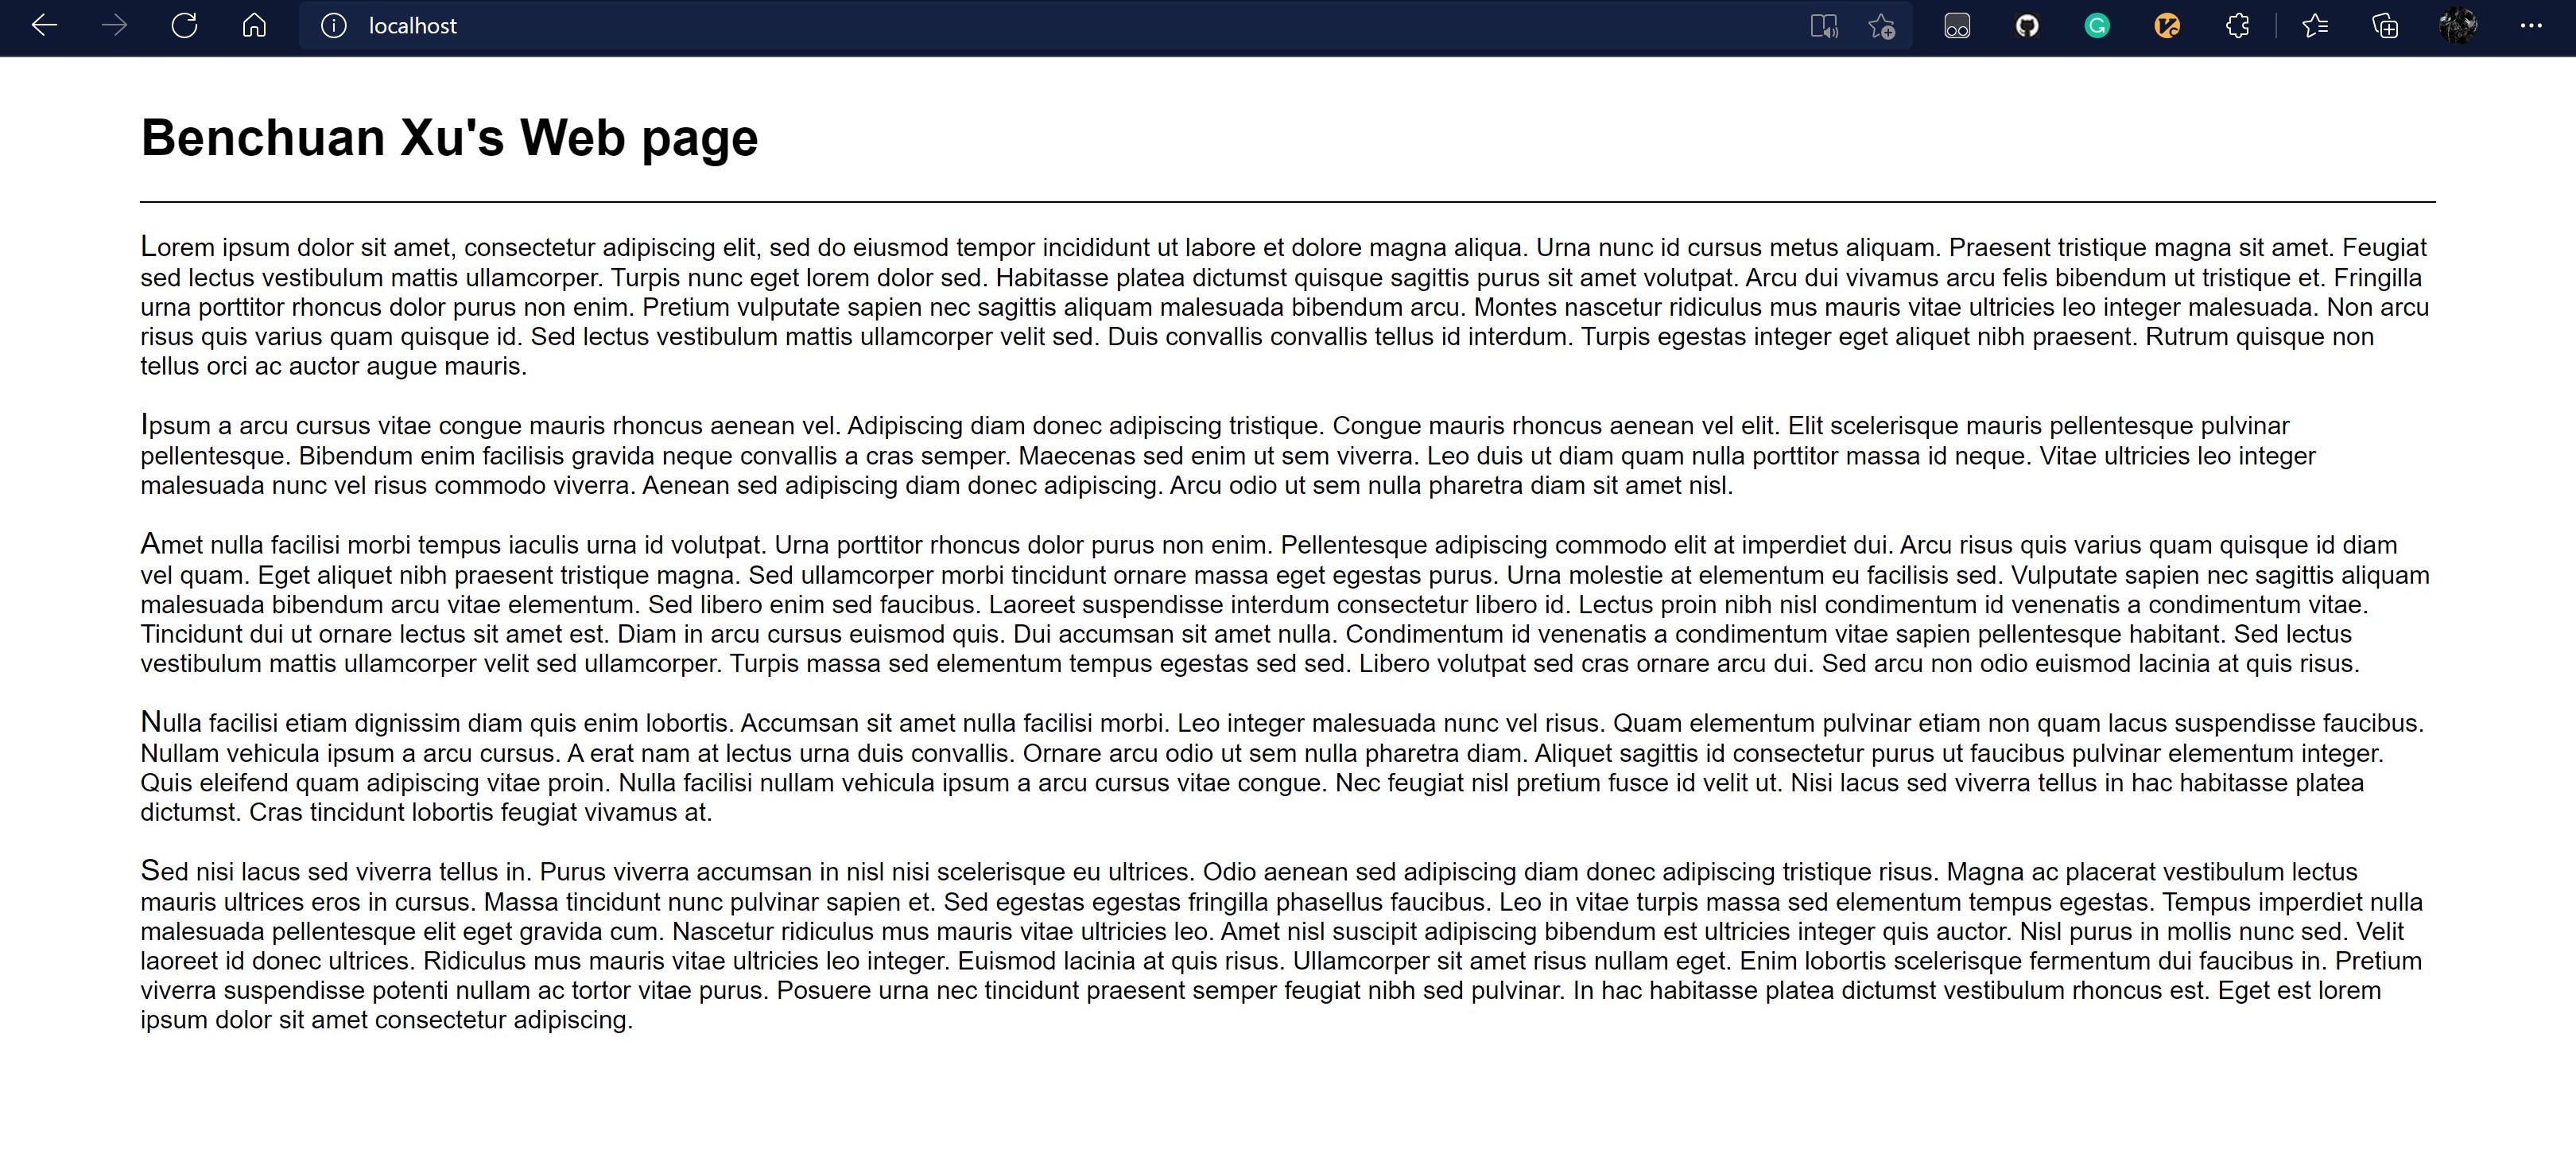 localhost
Benchuan Xu's Web page
Lorem ipsum dolor sit amet, consectetur adipiscing elit, sed do eiusmod tempor incididunt ut labore et dolore magna aliqua. Urna nunc id cursus metus aliquam. Praesent tristique magna sit amet. Feugiat
sed lectus vestibulum mattis ullamcorper. Turpis nunc eget lorem dolor sed. Habitasse platea dictumst quisque sagittis purus sit amet volutpat. Arcu dui vivamus arcu felis bibendum ut tristique et. Fringilla
urna porttitor rhoncus dolor purus non enim. Pretium vulputate sapien nec sagittis aliquam malesuada bibendum arcu. Montes nascetur ridiculus mus mauris vitae ultricies leo integer malesuada. Non arcu
risus quis varius quam quisque id. Sed lectus vestibulum mattis ullamcorper velit sed. Duis convallis convallis tellus id interdum. Turpis egestas integer eget aliquet nibh praesent. Rutrum quisque non
tellus orci ac auctor augue mauris.
Ipsum a arcu cursus vitae congue mauris rhoncus aenean vel. Adipiscing diam donec adipiscing tristique. Congue mauris rhoncus aenean vel elit. Elit scelerisque mauris pellentesque pulvinar
pellentesque. Bibendum enim facilisis gravida neque convallis a cras semper. Maecenas sed enim ut sem viverra. Leo duis ut diam quam nulla porttitor massa id neque. Vitae ultricies leo integer
malesuada nunc vel risus commodo viverra. Aenean sed adipiscing diam donec adipiscing. Arcu odio ut sem nulla pharetra diam sit amet nisl.
Amet nulla facilisi morbi tempus iaculis urna id volutpat. Urna porttitor rhoncus dolor purus non enim. Pellentesque adipiscing commodo elit at imperdiet dui. Arcu risus quis varius quam quisque id diam
vel quam. Eget aliquet nibh praesent tristique magna. Sed ullamcorper morbi tincidunt ornare massa eget egestas purus. Urna molestie at elementum eu facilisis sed. Vulputate sapien nec sagittis aliquam
malesuada bibendum arcu vitae elementum. Sed libero enim sed faucibus. Laoreet suspendisse interdum consectetur libero id. Lectus proin nibh nisl condimentum id venenatis a condimentum vitae.
Tincidunt dui ut ornare lectus sit amet est. Diam in arcu cursus euismod quis. Dui accumsan sit amet nulla. Condimentum id venenatis a condimentum vitae sapien pellentesque habitant. Sed lectus
vestibulum mattis ullamcorper velit sed ullamcorper. Turpis massa sed elementum tempus egestas sed sed. Libero volutpat sed cras ornare arcu dui. Sed arcu non odio euismod lacinia at quis risus.
Nulla facilisi etiam dignissim diam quis enim lobortis. Accumsan sit amet nulla facilisi morbi. Leo integer malesuada nunc vel risus. Quam elementum pulvinar etiam non quam lacus suspendisse faucibus.
Nullam vehicula ipsum a arcu cursus. A erat nam at lectus urna duis convallis. Ornare arcu odio ut sem nulla pharetra diam. Aliquet sagittis id consectetur purus ut faucibus pulvinar elementum integer.
Quis eleifend quam adipiscing vitae proin. Nulla facilisi nullam vehicula ipsum a arcu cursus vitae congue. Nec feugiat nisl pretium fusce id velit ut. Nisi lacus sed viverra tellus in hac habitasse platea
dictumst. Cras tincidunt lobortis feugiat vivamus at.
Sed nisi lacus sed viverra tellus in. Purus viverra accumsan in nisl nisi scelerisque eu ultrices. Odio aenean sed adipiscing diam donec adipiscing tristique risus. Magna ac placerat vestibulum lectus
mauris ultrices eros in cursus. Massa tincidunt nunc pulvinar sapien et. Sed egestas egestas fringilla phasellus faucibus. Leo in vitae turpis massa sed elementum tempus egestas. Tempus imperdiet nulla
malesuada pellentesque elit eget gravida cum. Nascetur ridiculus mus mauris vitae ultricies leo. Amet nisl suscipit adipiscing bibendum est ultricies integer quis auctor. Nisl purus in mollis nunc sed. Velit
laoreet id donec ultrices. Ridiculus mus mauris vitae ultricies leo integer. Euismod lacinia at quis risus. Ullamcorper sit amet risus nullam eget. Enim lobortis scelerisque fermentum dui faucibus in. Pretium
viverra suspendisse potenti nullam ac tortor vitae purus. Posuere urna nec tincidunt praesent semper feugiat nibh sed pulvinar. In hac habitasse platea dictumst vestibulum rhoncus est. Eget est lorem
ipsum dolor sit amet consectetur adipiscing.